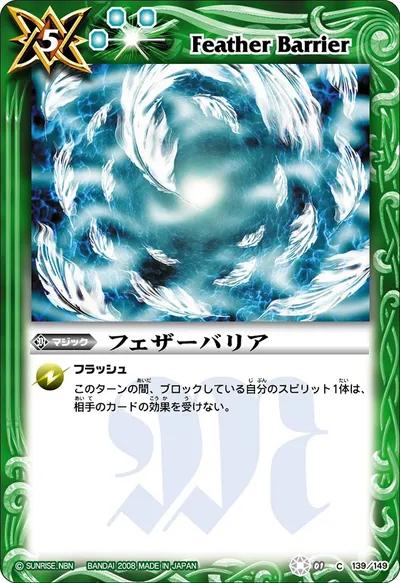 5
Feather Barrier
マジック
フェザーバリア
フラッシュ
このターンの間、ブロックしている自分のスピリット1体は、
相手のカードの効果を受けない。
© SUNRISE.NBN BANDAI 2008 MADE IN JAPAN 01 C 139/149